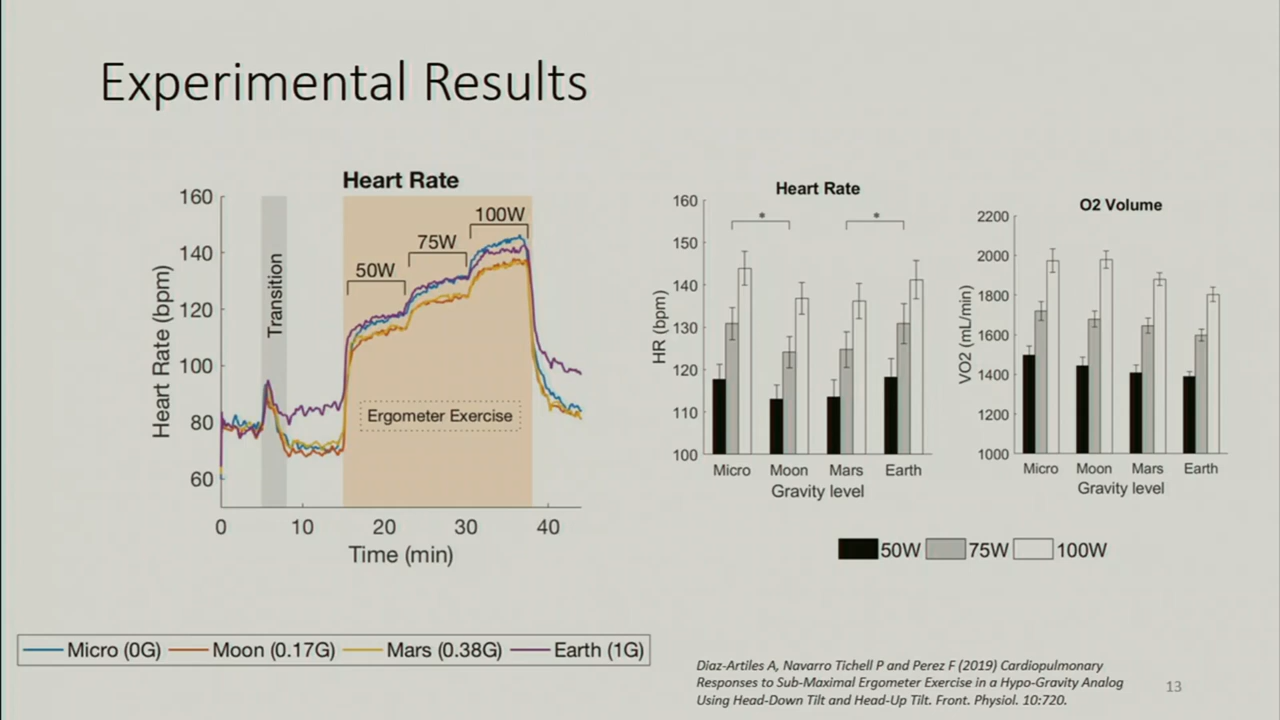 Experimental Results
Heart Rate
160
140
120
100
80
60
Heart Rate (bpm)
Transition
50W
75W
100W
Ergometer Exercise
0 10 20 30 40
Time (min)
Micro (0G) Moon (0.17G) Mars (0.38G) Earth (1G)
Heart Rate
160
150
140
130
120
110
100
HR (bpm)
* *
Micro Moon Mars Earth
Gravity level
O2 Volume
2200
2000
1800
1600
1400
1200
1000
VO2 (mL/min)
Micro Moon Mars Earth
Gravity level
50W 75W 100W
Diaz-Artiles A, Navarro Tichell P and Perez F (2019) Cardiopulmonary
Responses to Sub-Maximal Ergometer Exercise in a Hypo-Gravity Analog
Using Head-Down Tilt and Head-Up Tilt. Front. Physiol. 10:720.
13